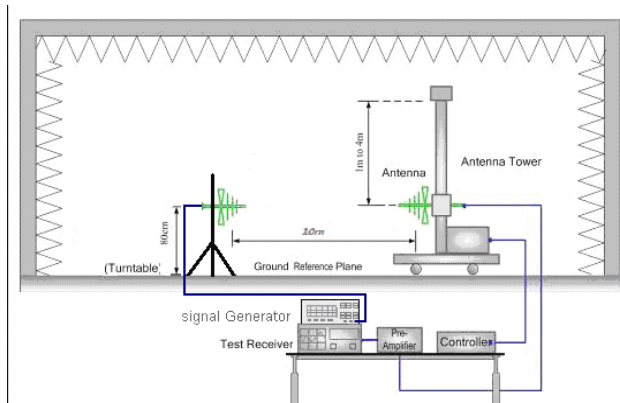 1m to 4m
Antenna
Antenna Tower
80cm
10m
(Turntable)
Ground Reference Plane
signal Generator
Test Receiver
Pre-
Amplifier
Controller